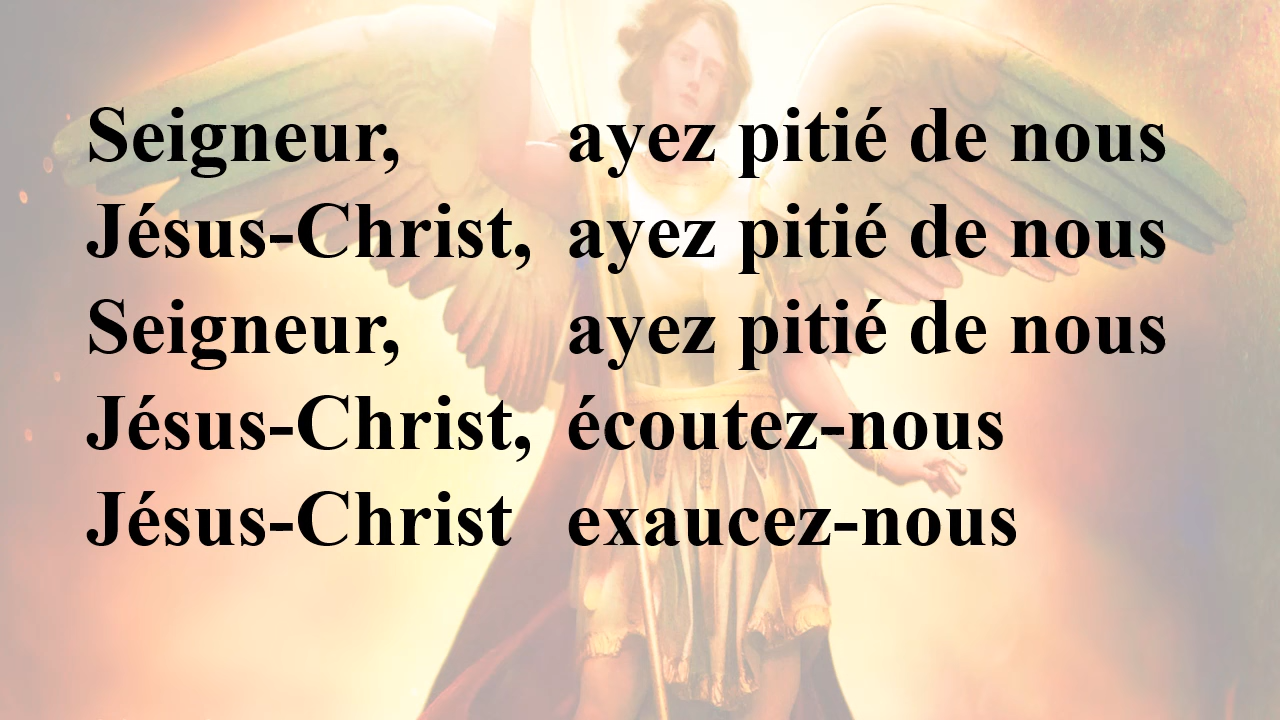 Seigneur, ayez pitié de nous
Jésus-Christ, ayez pitié de nous
Seigneur, ayez pitié de nous
Jésus-Christ, écoutez-nous
Jésus-Christ exaucez-nous